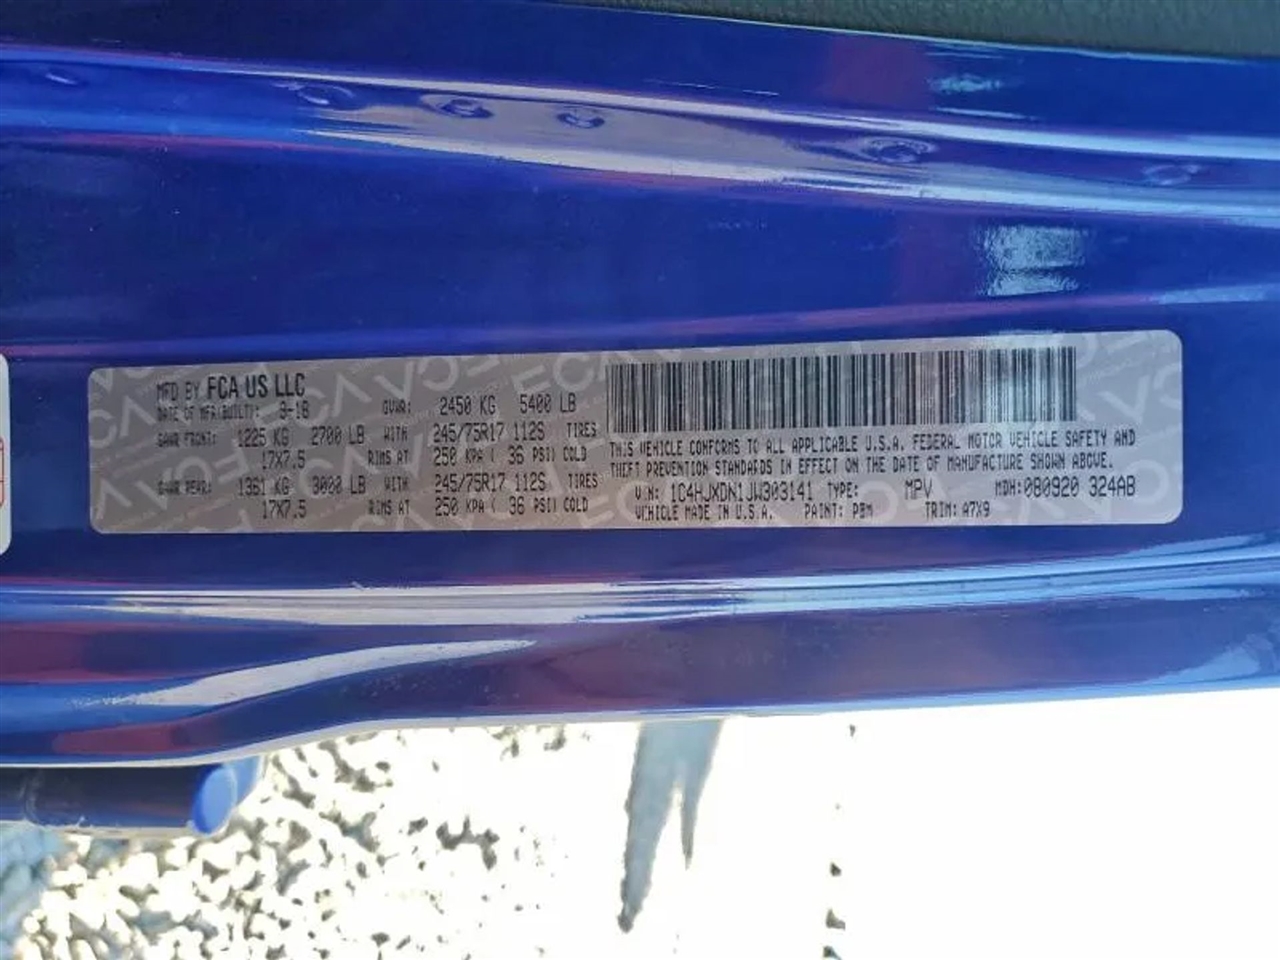 MFD BY FCA US LLC
DATE OF MFR(BUILT): 3-18 GVWR: 2450 KG 5400 LB
GAWR FRONT: 1225 KG 2700 LB WITH 245/75R17 112S TIRES
17X7.5 RIMS AT 250 KPA ( 36 PSI) COLD
GAWR REAR: 1361 KG 3000 LB WITH 245/75R17 112S TIRES
17X7.5 RIMS AT 250 KPA ( 36 PSI) COLD
THIS VEHICLE CONFORMS TO ALL APPLICABLE U.S.A. FEDERAL MOTOR VEHICLE SAFETY AND
THEFT PREVENTION STANDARDS IN EFFECT ON THE DATE OF MANUFACTURE SHOWN ABOVE.
VIN: 1C4HJXDN1JW303141 TYPE: MPV MDH: 080920 324AB
VEHICLE MADE IN U.S.A. PAINT: PBM TRIM: A7X9